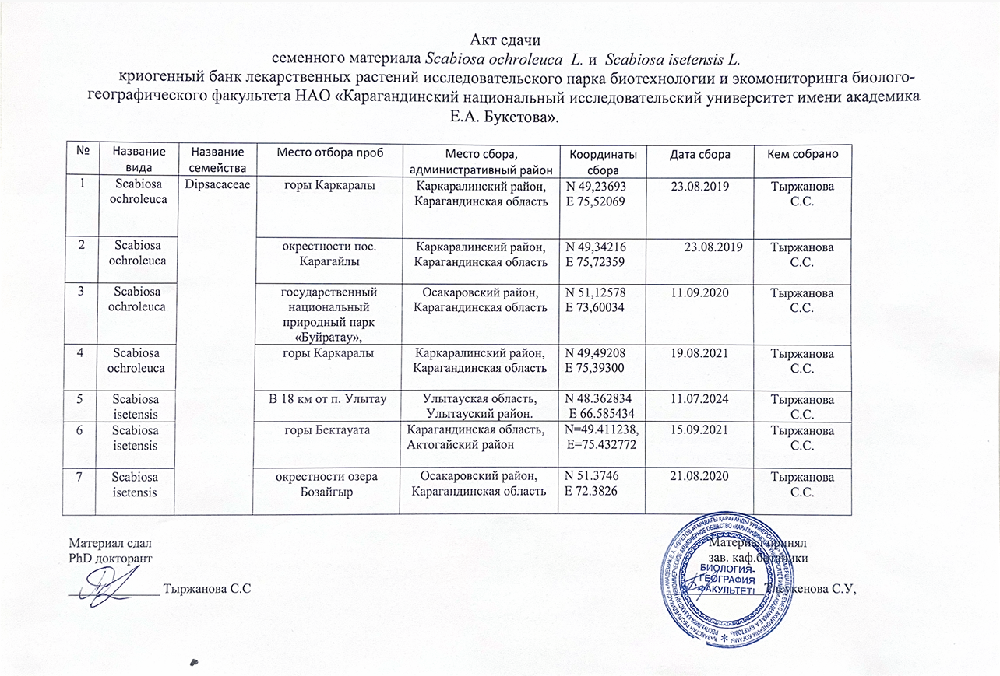 Акт сдачи
семенного материала Scabiosa ochroleuca L. и Scabiosa isetensis L.
криогенный банк лекарственных растений исследовательского парка биотехнологии и экомониторинга биолого-
географического факультета НАО «Карагандинский национальный исследовательский университет имени академика
Е.А. Букетова».
№ Название вида Название семейства Место отбора проб Место сбора, административный район Координаты сбора Дата сбора Кем собрано
1 Scabiosa ochroleuca Dipsacaceae горы Каркаралы Каркаралинский район, Карагандинская область N 49,23693 E 75,52069 23.08.2019 Тыржанова С.С.
2 Scabiosa ochroleuca окрестности пос. Карагайлы Каркаралинский район, Карагандинская область N 49,34216 E 75,72359 23.08.2019 Тыржанова С.С.
3 Scabiosa ochroleuca государственный национальный природный парк «Буйратау», Осакаровский район, Карагандинская область N 51,12578 E 73,60034 11.09.2020 Тыржанова С.С.
4 Scabiosa ochroleuca горы Каркаралы Каркаралинский район, Карагандинская область N 49,49208 E 75,39300 19.08.2021 Тыржанова С.С.
5 Scabiosa isetensis В 18 км от п. Улытау Улытауская область, Улытауский район. N 48.362834 E 66.585434 11.07.2024 Тыржанова С.С.
6 Scabiosa isetensis горы Бектауата Карагандинская область, Актогайский район N=49.411238, E=75.432772 15.09.2021 Тыржанова С.С.
7 Scabiosa isetensis окрестности озера Бозайгыр Осакаровский район, Карагандинская область N 51.3746 E 72.3826 21.08.2020 Тыржанова С.С.
Материал сдал
PhD докторант
Тыржанова С.С
Материал принял
зав. каф.ботаники
Тлеукенова С.У,
БИОЛОГИЯ-
ГЕОГРАФИЯ
ФАКУЛЬТЕТІ